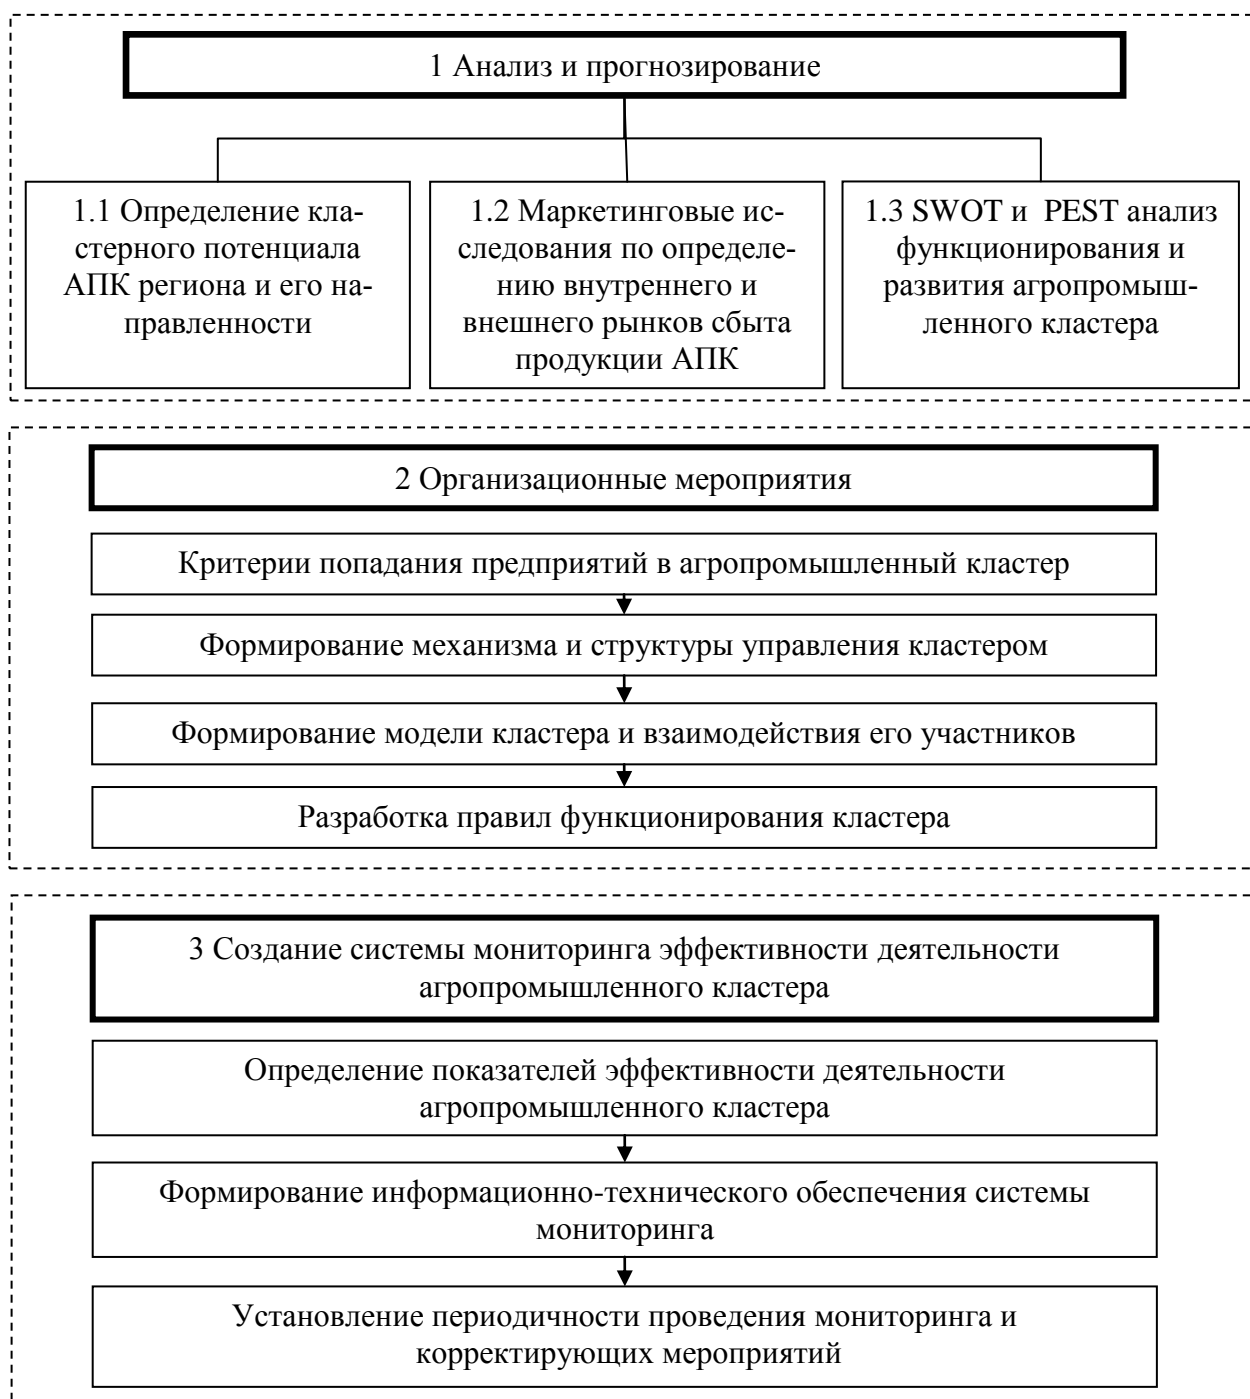 1 Анализ и прогнозирование
1.1 Определение кла-
стерного потенциала
АПК региона и его на-
правленности
1.2 Маркетинговые ис-
следования по определе-
нию внутреннего и
внешнего рынков сбыта
продукции АПК
1.3 SWOT и PEST анализ
функционирования и
развития агропромыш-
ленного кластера
2 Организационные мероприятия
Критерии попадания предприятий в агропромышленный кластер
Формирование механизма и структуры управления кластером
Формирование модели кластера и взаимодействия его участников
Разработка правил функционирования кластера
3 Создание системы мониторинга эффективности деятельности
агропромышленного кластера
Определение показателей эффективности деятельности
агропромышленного кластера
Формирование информационно-технического обеспечения системы
мониторинга
Установление периодичности проведения мониторинга и
корректирующих мероприятий